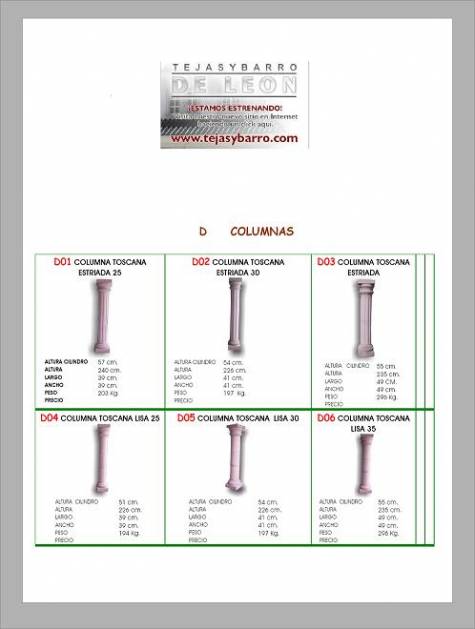 TEJASYBARRO
DE LEON
¡ESTAMOS ESTRENANDO!
nuestro nuevo sitio en Internet
click aquí.
www.tejasybarro.com
D COLUMNAS
D01 COLUMNA TOSCANA
ESTRIADA 25
ALTURA CILINDRO 57 cm.
ALTURA 240 cm.
LARGO 39 cm.
ANCHO 39 cm.
PESO 203 Kg.
PRECIO
D02 COLUMNA TOSCANA
ESTRIADA 30
ALTURA CILINDRO 54 cm.
ALTURA 226 cm.
LARGO 41 cm.
ANCHO 41 cm.
PESO 197 Kg.
PRECIO
D03 COLUMNA TOSCANA
ESTRIADA
ALTURA CILINDRO 55 cm.
ALTURA 235 cm.
LARGO 49 CM.
ANCHO 49 cm.
PESO 296 Kg.
PRECIO
D04 COLUMNA TOSCANA LISA 25
ALTURA CILINDRO 51 cm.
ALTURA 226 cm.
LARGO 39 cm.
ANCHO 39 cm.
PESO 194 Kg.
PRECIO
D05 COLUMNA TOSCANA LISA 30
ALTURA CILINDRO 54 cm.
ALTURA 226 cm.
LARGO 41 cm.
ANCHO 41 cm.
PESO 197 Kg.
PRECIO
D06 COLUMNA TOSCANA
LISA 35
ALTURA CILINDRO 55 cm.
ALTURA 235 cm.
LARGO 49 cm.
ANCHO 49 cm.
PESO 296 Kg.
PRECIO